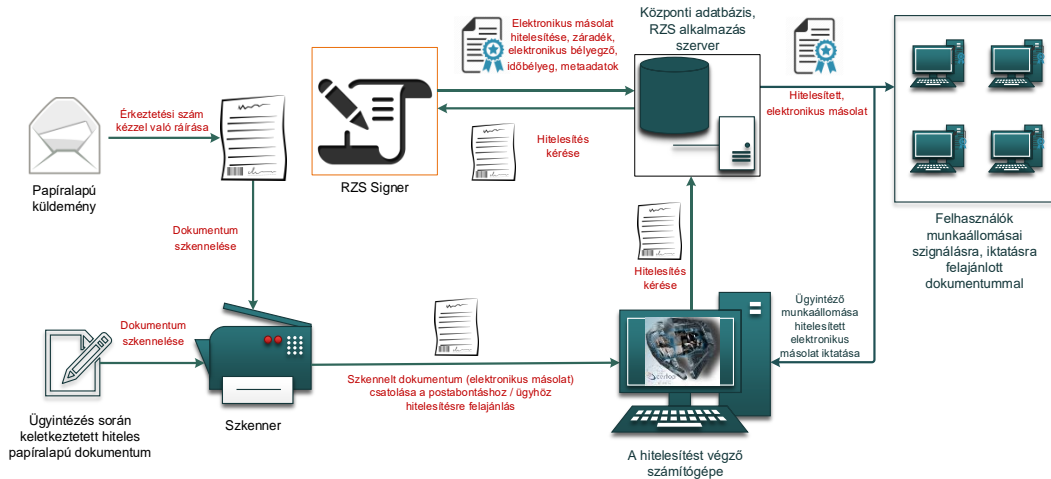 Elektronikus másolat
hitelesítése, záradék,
elektronikus bélyegző,
időbélyeg, metaadatok
Központi adatbázis,
RZS alkalmazás
szerver
Érkeztetési szám
kézzel való ráírása
Hitelesítés
kérése
Hitelesített,
elektronikus másolat
Papíralapú
küldemény
RZS Signer
Felhasználók
munkaállomásai
szignálásra, iktatásra
felajánlott
dokumentummal
Dokumentum
szkennelése
Hitelesítés
kérése
Ügyintéző
munkaállomása
hitelesített
elektronikus
másolat iktatása
Dokumentum
szkennelése
Szkennelt dokumentum (elektronikus másolat)
csatolása a postabontáshoz / ügyhöz
hitelesítésre felajánlás
Ügyintézés során
keletkeztetett hiteles
papíralapú dokumentum
Szkenner
A hitelesítést végző
számítógépe